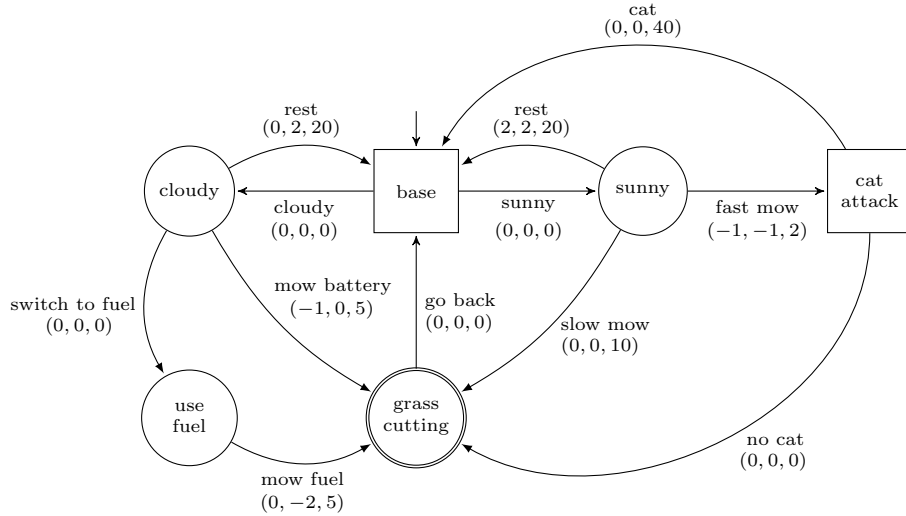 cat
(0, 0, 40)
rest
(0, 2, 20)
rest
(2, 2, 20)
cloudy
base
sunny
cat
attack
cloudy
(0, 0, 0)
sunny
(0, 0, 0)
fast mow
(−1, −1, 2)
mow battery
(−1, 0, 5)
switch to fuel
(0, 0, 0)
go back
(0, 0, 0)
slow mow
(0, 0, 10)
use
fuel
grass
cutting
no cat
(0, 0, 0)
mow fuel
(0, −2, 5)